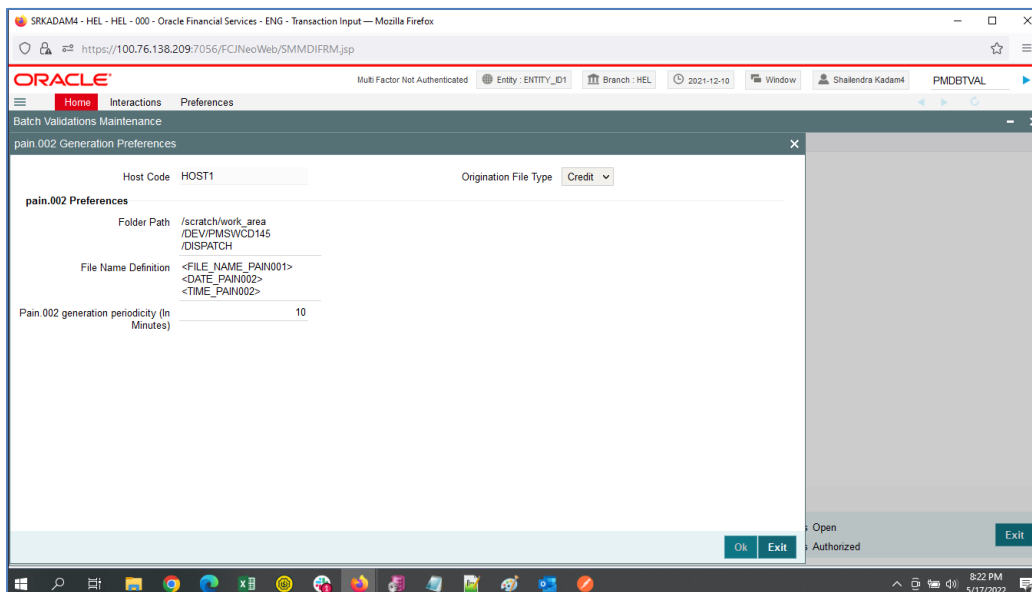 SRKADAM4 - HEL - HEL - 000 - Oracle Financial Services - ENG - Transaction Input — Mozilla Firefox
https://100.76.138.209:7056/FCJNeoWeb/SMMDIFRM.jsp
ORACLE Multi Factor Not Authenticated Entity : ENTITY_ID1 Branch : HEL 2021-12-10 Window Shailendra Kadam4 PMDBTVAL
Home Interactions Preferences
Batch Validations Maintenance
pain.002 Generation Preferences
Host Code HOST1 Origination File Type Credit
pain.002 Preferences
Folder Path /scratch/work_area
/DEV/PMSWCD145
/DISPATCH
File Name Definition <FILE_NAME_PAIN001>
<DATE_PAIN002>
<TIME_PAIN002>
Pain.002 generation periodicity (In
Minutes) 10
Open
Authorized
Ok Exit Exit
8:22 PM
5/17/2022